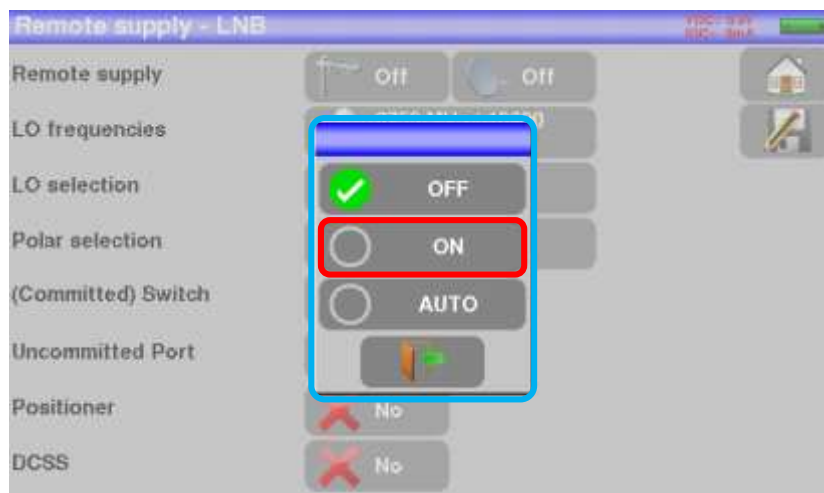 Remote supply - LNB
Remote supply
Off
Off
LO frequencies
LO selection
OFF
Polar selection
ON
(Committed) Switch
AUTO
Uncommitted Port
Positioner
No
DCSS
No